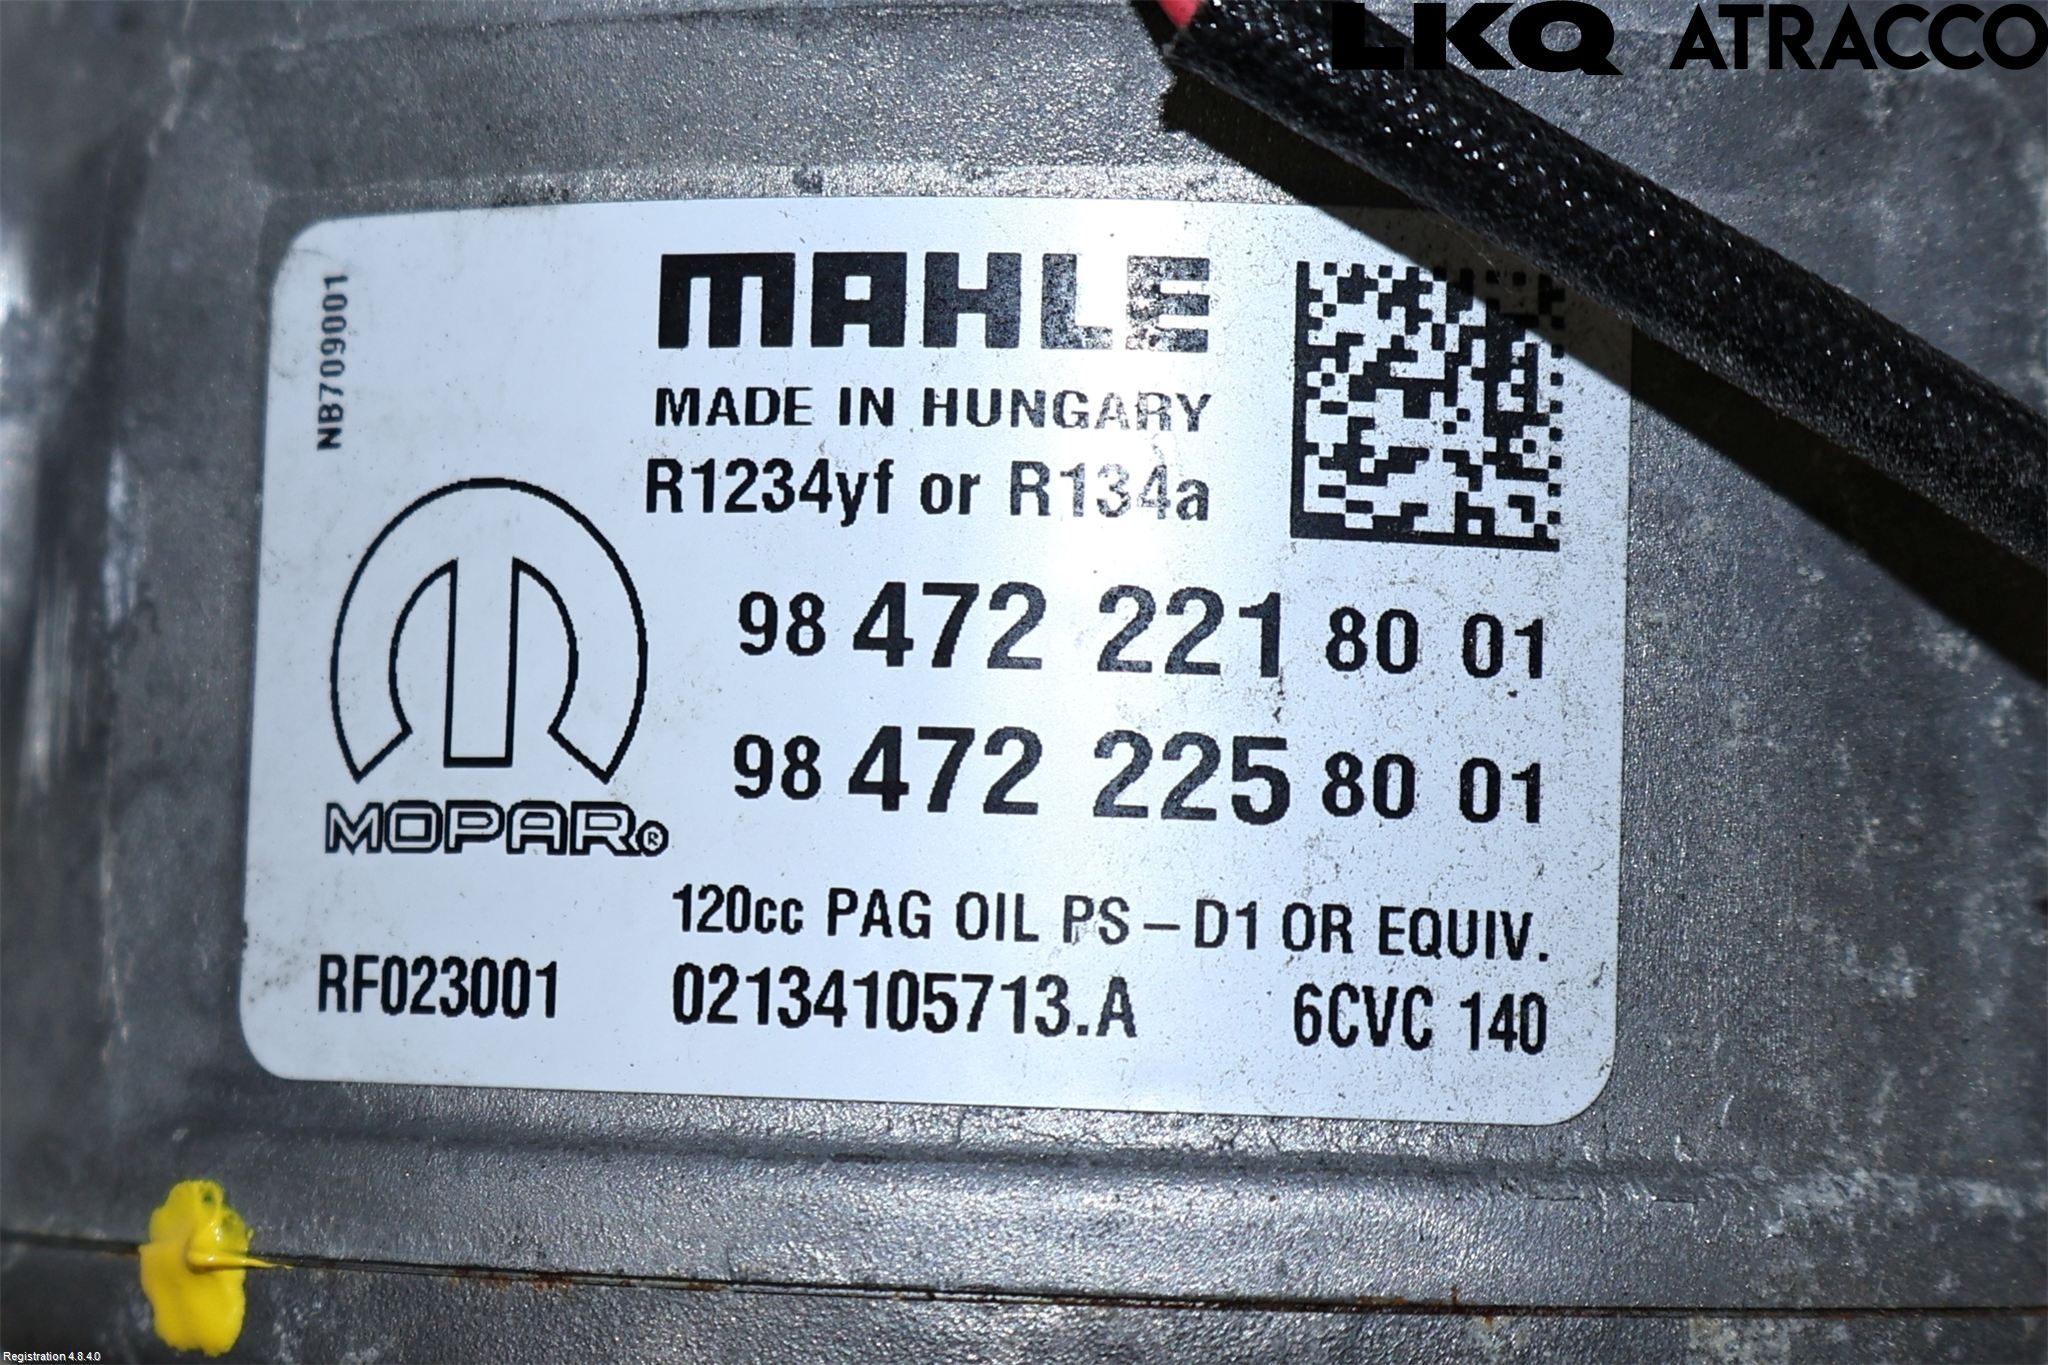 LKQ ATRACCO
NB709001
MAHLE
MADE IN HUNGARY
R1234yf or R134a
98 472 221 80 01
98 472 225 80 01
MOPAR®
120cc PAG OIL PS-D1 OR EQUIV.
RF023001 02134105713.A 6CVC 140
Registration 4.8.4.0